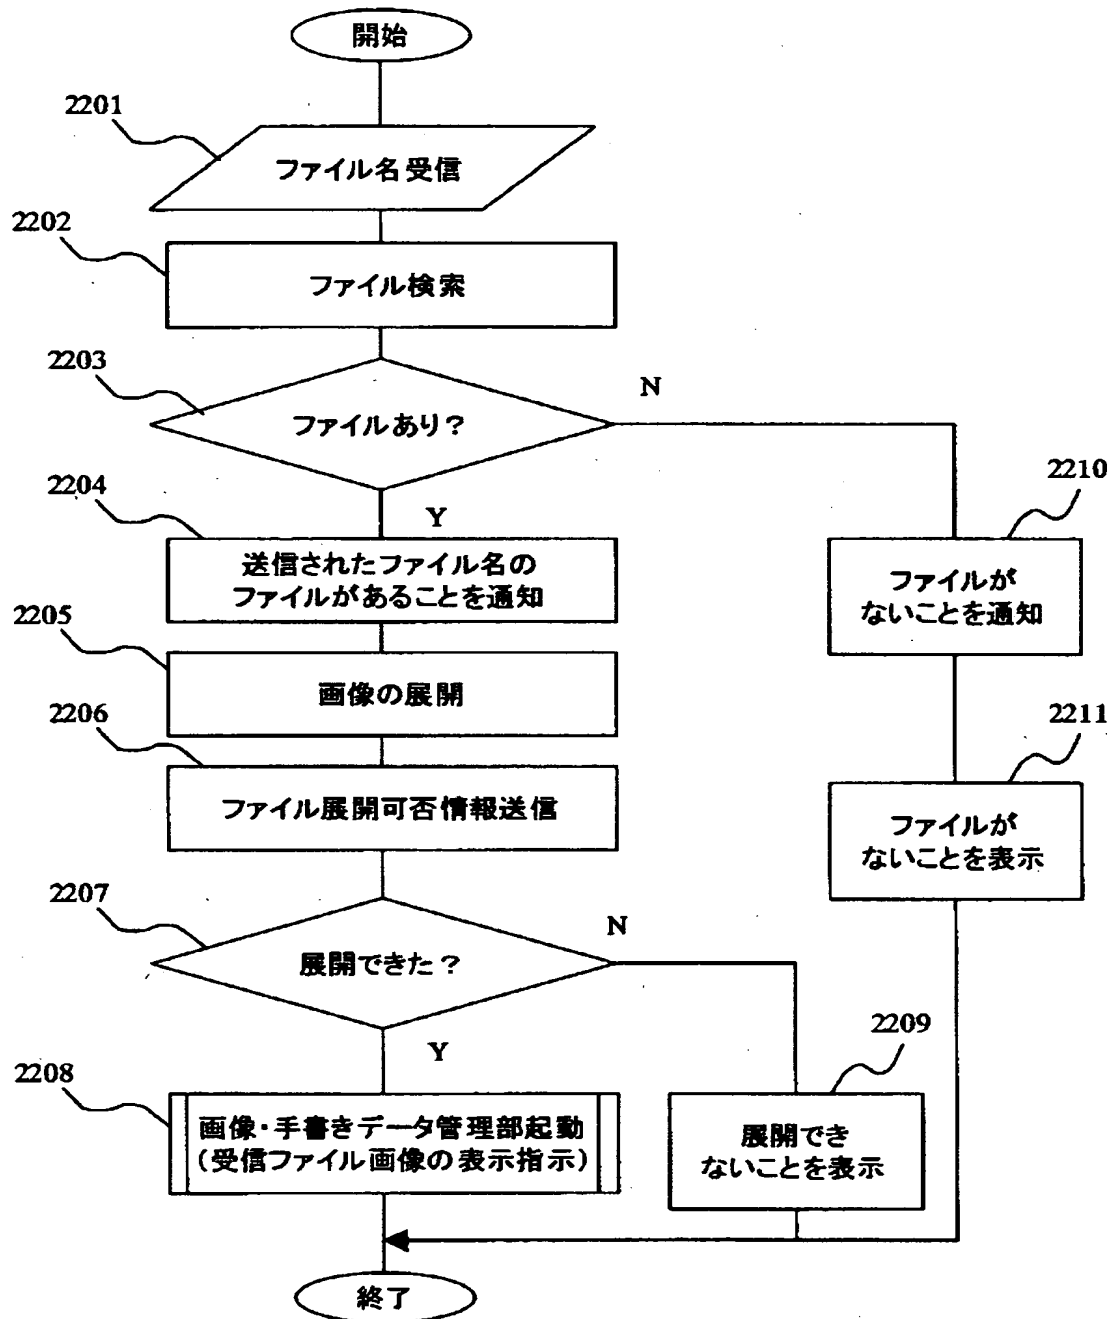 開始
2201
ファイル名受信
2202
ファイル検索
2203
ファイルあり?
N
Y
2204
送信されたファイル名の
ファイルがあることを通知
2210
ファイルが
ないことを通知
2205
画像の展開
2206
ファイル展開可否情報送信
2211
ファイルが
ないことを表示
2207
展開できた?
N
Y
2208
画像・手書きデータ管理部起動
(受信ファイル画像の表示指示)
2209
展開でき
ないことを表示
終了